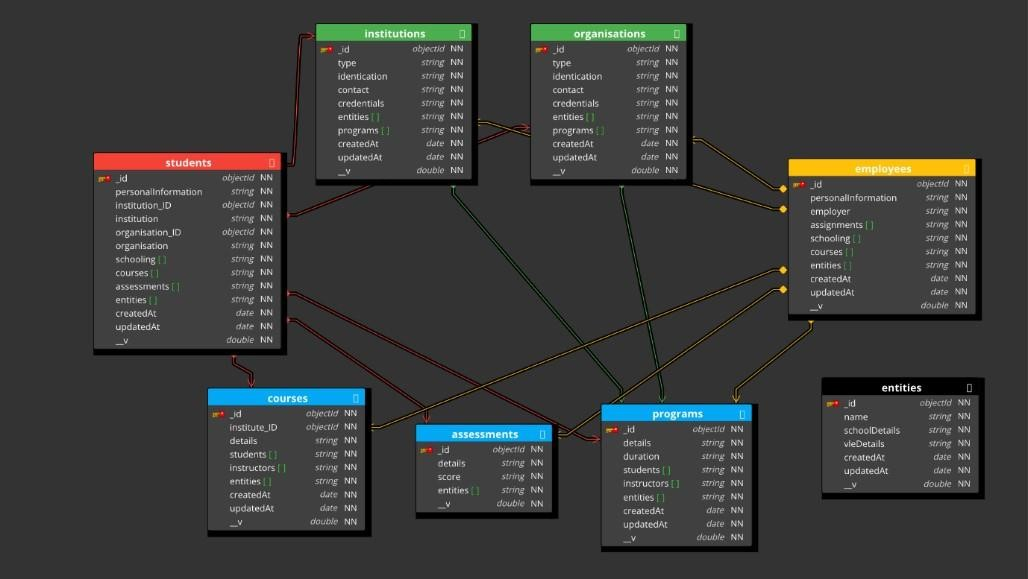 institutions
_id objectId NN
type string NN
identication string NN
contact string NN
credentials string NN
entities [ ] string NN
programs [ ] string NN
createdAt date NN
updatedAt date NN
__v double NN
organisations
_id objectId NN
type string NN
identication string NN
contact string NN
credentials string NN
entities [ ] string NN
programs [ ] string NN
createdAt date NN
updatedAt date NN
__v double NN
students
_id objectId NN
personalInformation string NN
institution_ID objectId NN
institution string NN
organisation_ID objectId NN
organisation string NN
schooling [ ] string NN
courses [ ] string NN
assessments [ ] string NN
entities [ ] string NN
createdAt date NN
updatedAt date NN
__v double NN
employees
_id objectId NN
personalInformation string NN
employer string NN
assignments [ ] string NN
schooling [ ] string NN
courses [ ] string NN
entities [ ] string NN
createdAt date NN
updatedAt date NN
__v double NN
courses
_id objectId NN
institute_ID objectId NN
details string NN
students [ ] string NN
instructors [ ] string NN
entities [ ] string NN
createdAt date NN
updatedAt date NN
__v double NN
assessments
_id objectId NN
details string NN
score string NN
entities [ ] string NN
__v double NN
programs
_id objectId NN
details string NN
duration string NN
students [ ] string NN
instructors [ ] string NN
entities [ ] string NN
createdAt date NN
updatedAt date NN
__v double NN
entities
_id objectId NN
name string NN
schoolDetails string NN
vleDetails string NN
createdAt date NN
updatedAt date NN
__v double NN